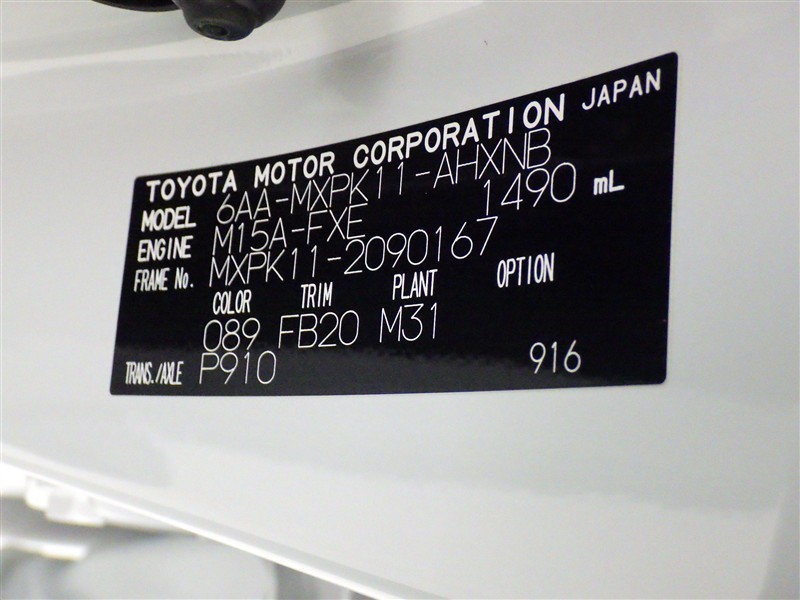 TOYOTA MOTOR CORPORATION JAPAN
MODEL 6AA-MXPK11-AHXNB
ENGINE M15A-FXE 1490 mL
FRAME No. MXPK11-2090167
COLOR TRIM PLANT OPTION
089 FB20 M31
TRANS./AXLE P910 916